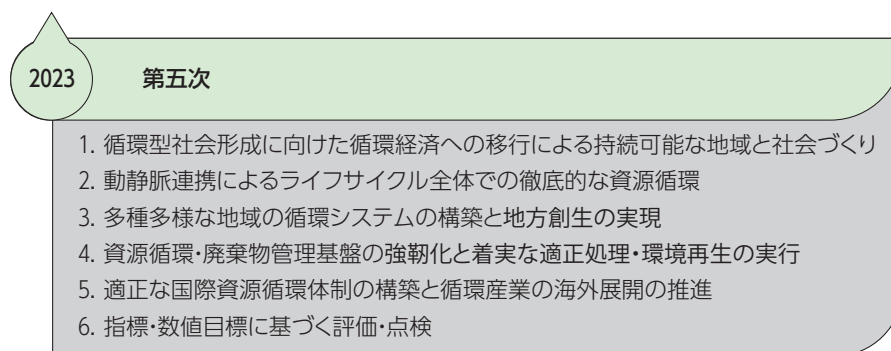 2023
第五次
1. 循環型社会形成に向けた循環経済への移行による持続可能な地域と社会づくり
2. 動静脈連携によるライフサイクル全体での徹底的な資源循環
3. 多種多様な地域の循環システムの構築と地方創生の実現
4. 資源循環・廃棄物管理基盤の強靭化と着実な適正処理・環境再生の実行
5. 適正な国際資源循環体制の構築と循環産業の海外展開の推進
6. 指標・数値目標に基づく評価・点検